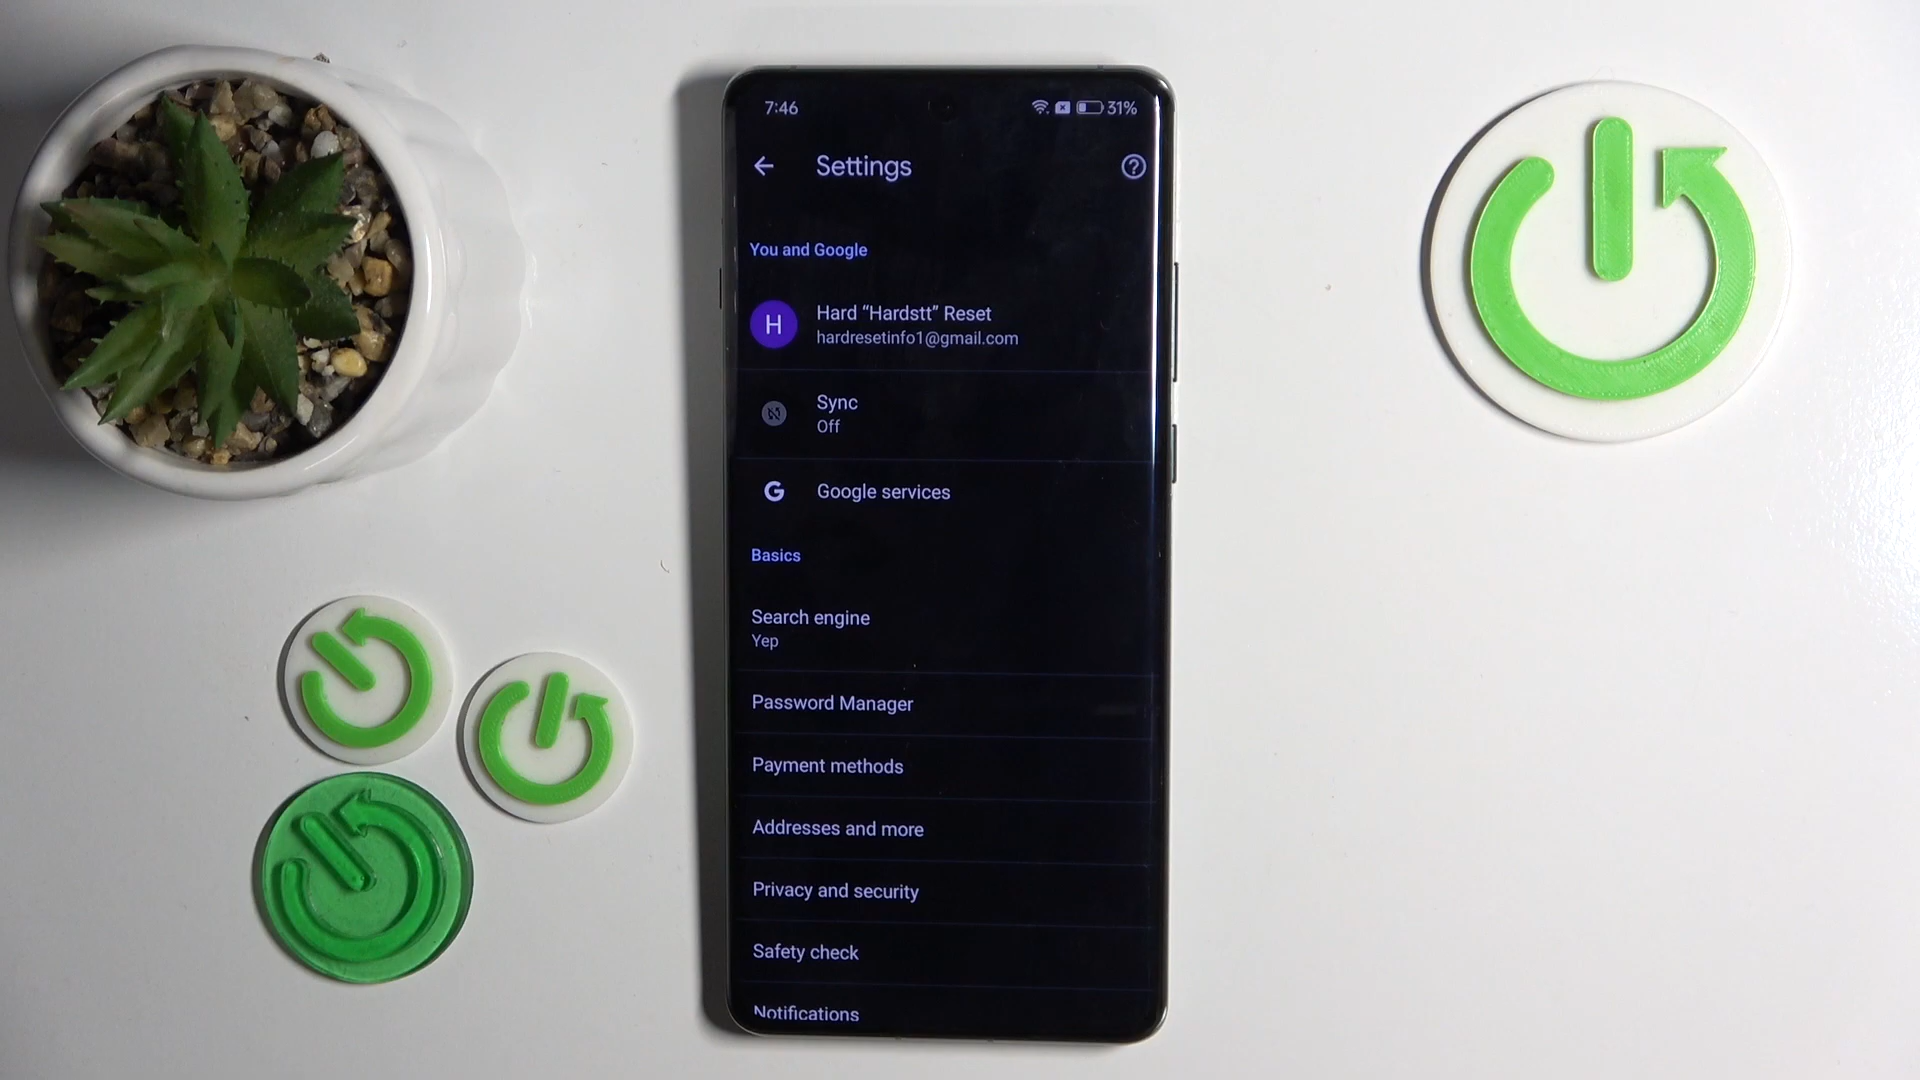 7:46 31%
Settings
You and Google
H
Hard “Hardstt” Reset
hardresetinfo1@gmail.com
Sync
Off
G Google services
Basics
Search engine
Yep
Password Manager
Payment methods
Addresses and more
Privacy and security
Safety check
Notifications